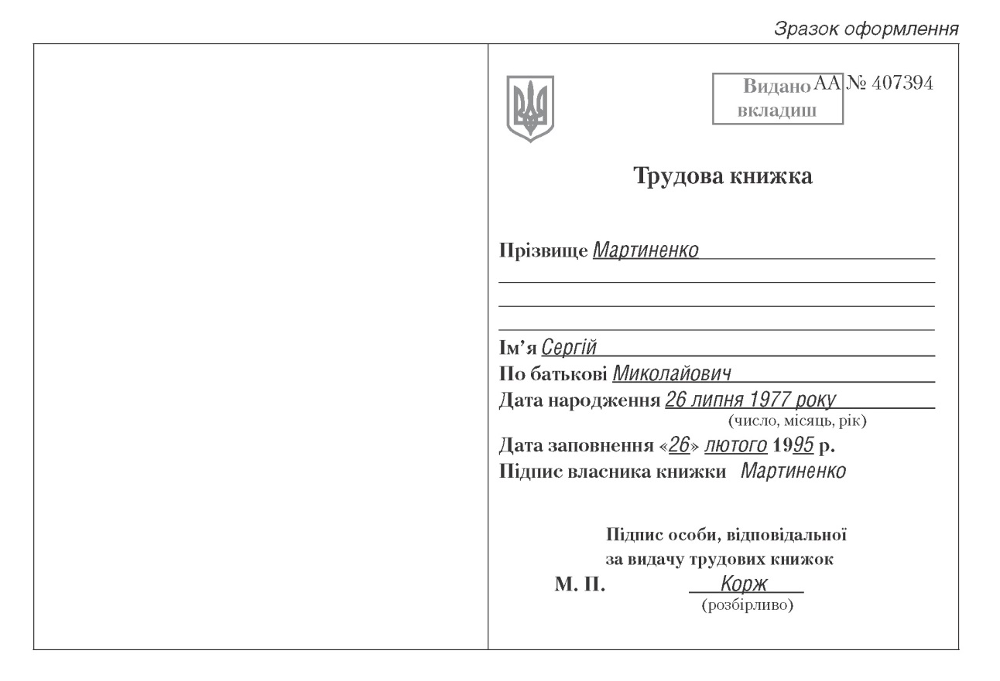 Зразок оформлення
Видано АА № 407394
вкладиш
Трудова книжка
Прізвище Мартиненко
Ім’я Сергій
По батькові Миколайович
Дата народження 26 липня 1977 року
(число, місяць, рік)
Дата заповнення «26» лютого 1995 р.
Підпис власника книжки Мартиненко
Підпис особи, відповідальної
за видачу трудових книжок
М. П. Корж
(розбірливо)